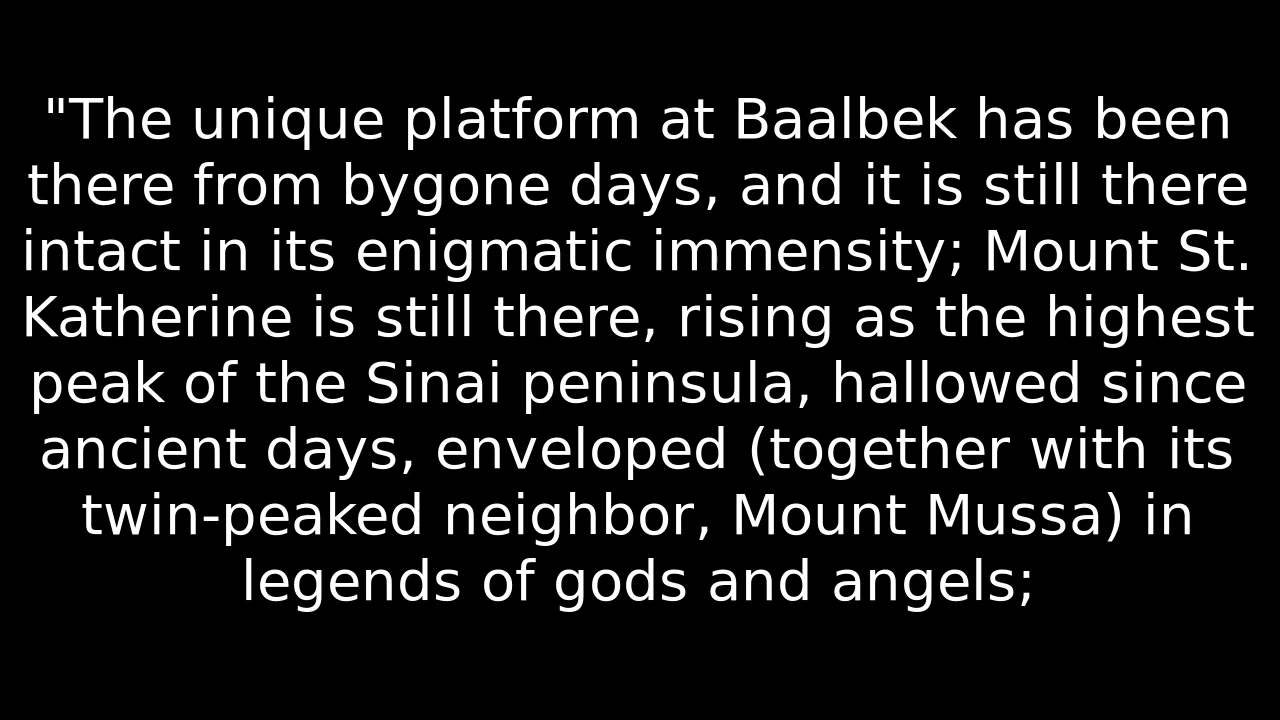 "The unique platform at Baalbek has been
there from bygone days, and it is still there
intact in its enigmatic immensity; Mount St.
Katherine is still there, rising as the highest
peak of the Sinai peninsula, hallowed since
ancient days, enveloped (together with its
twin-peaked neighbor, Mount Mussa) in
legends of gods and angels;